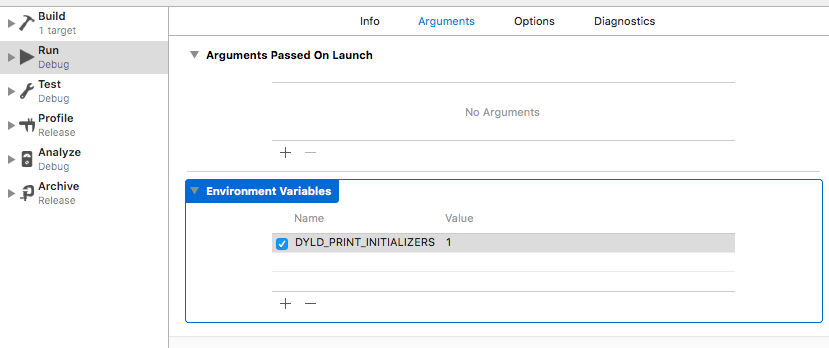 Build
1 target
Run
Debug
Test
Debug
Profile
Release
Analyze
Debug
Archive
Release
Info Arguments Options Diagnostics
Arguments Passed On Launch
No Arguments
Environment Variables
Name Value
DYLD_PRINT_INITIALIZERS 1